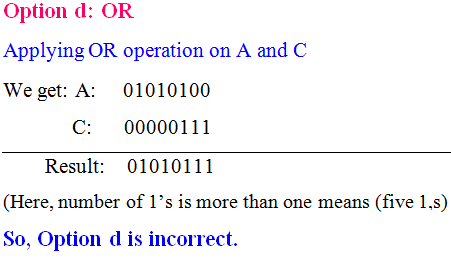 Option d: OR
Applying OR operation on A and C
We get: A: 01010100
C: 00000111
Result: 01010111
(Here, number of 1's is more than one means (five 1,s)
So, Option d is incorrect.